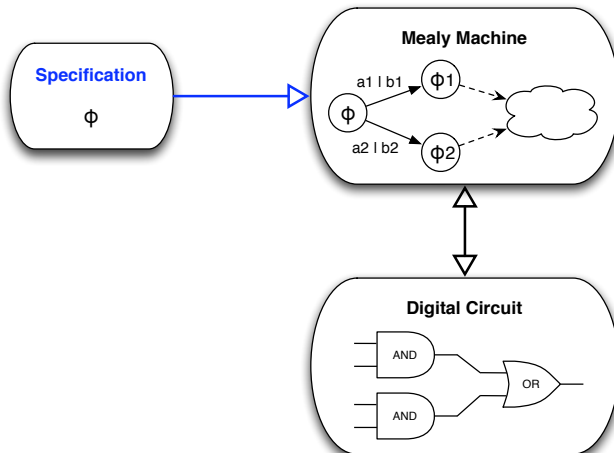 Mealy Machine
Specification
ϕ
a1 | b1
ϕ1
ϕ
a2 | b2
ϕ2
Digital Circuit
AND
OR
AND